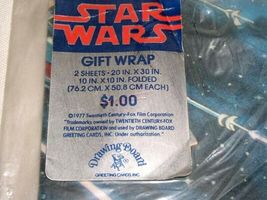 STAR
WARS
GIFT WRAP
2 SHEETS - 20 IN. X 30 IN.
10 IN. X 10 IN. FOLDED
(76.2 CM. X 50.8 CM EACH)
$1.00
©1977 Twentieth Century-Fox Film Corporation
*Trademarks owned by TWENTIETH CENTURY-FOX
FILM CORPORATION and used by DRAWING BOARD
GREETING CARDS, INC. Under authorization."
Drawing Board
GREETING CARDS, INC.